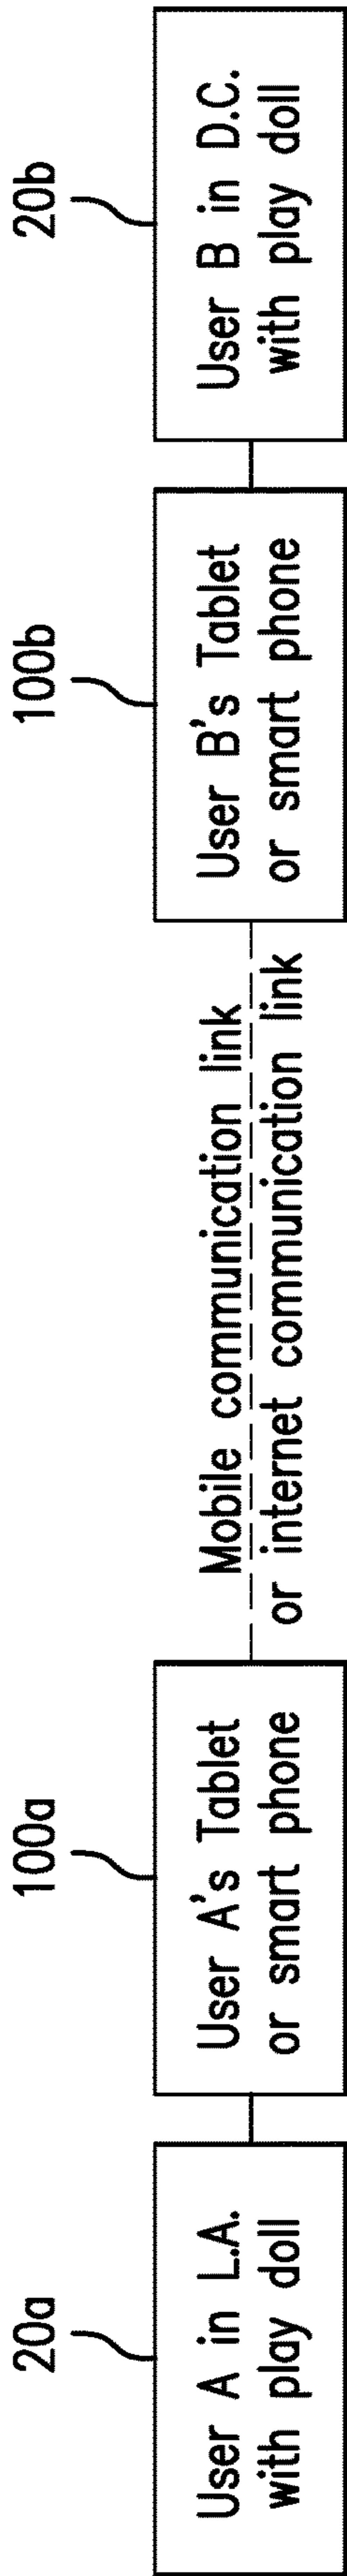 20a
User A in L.A.
with play doll
100a
User A's Tablet
or smart phone
Mobile communication link
or internet communication link
100b
User B's Tablet
or smart phone
20b
User B in D.C.
with play doll